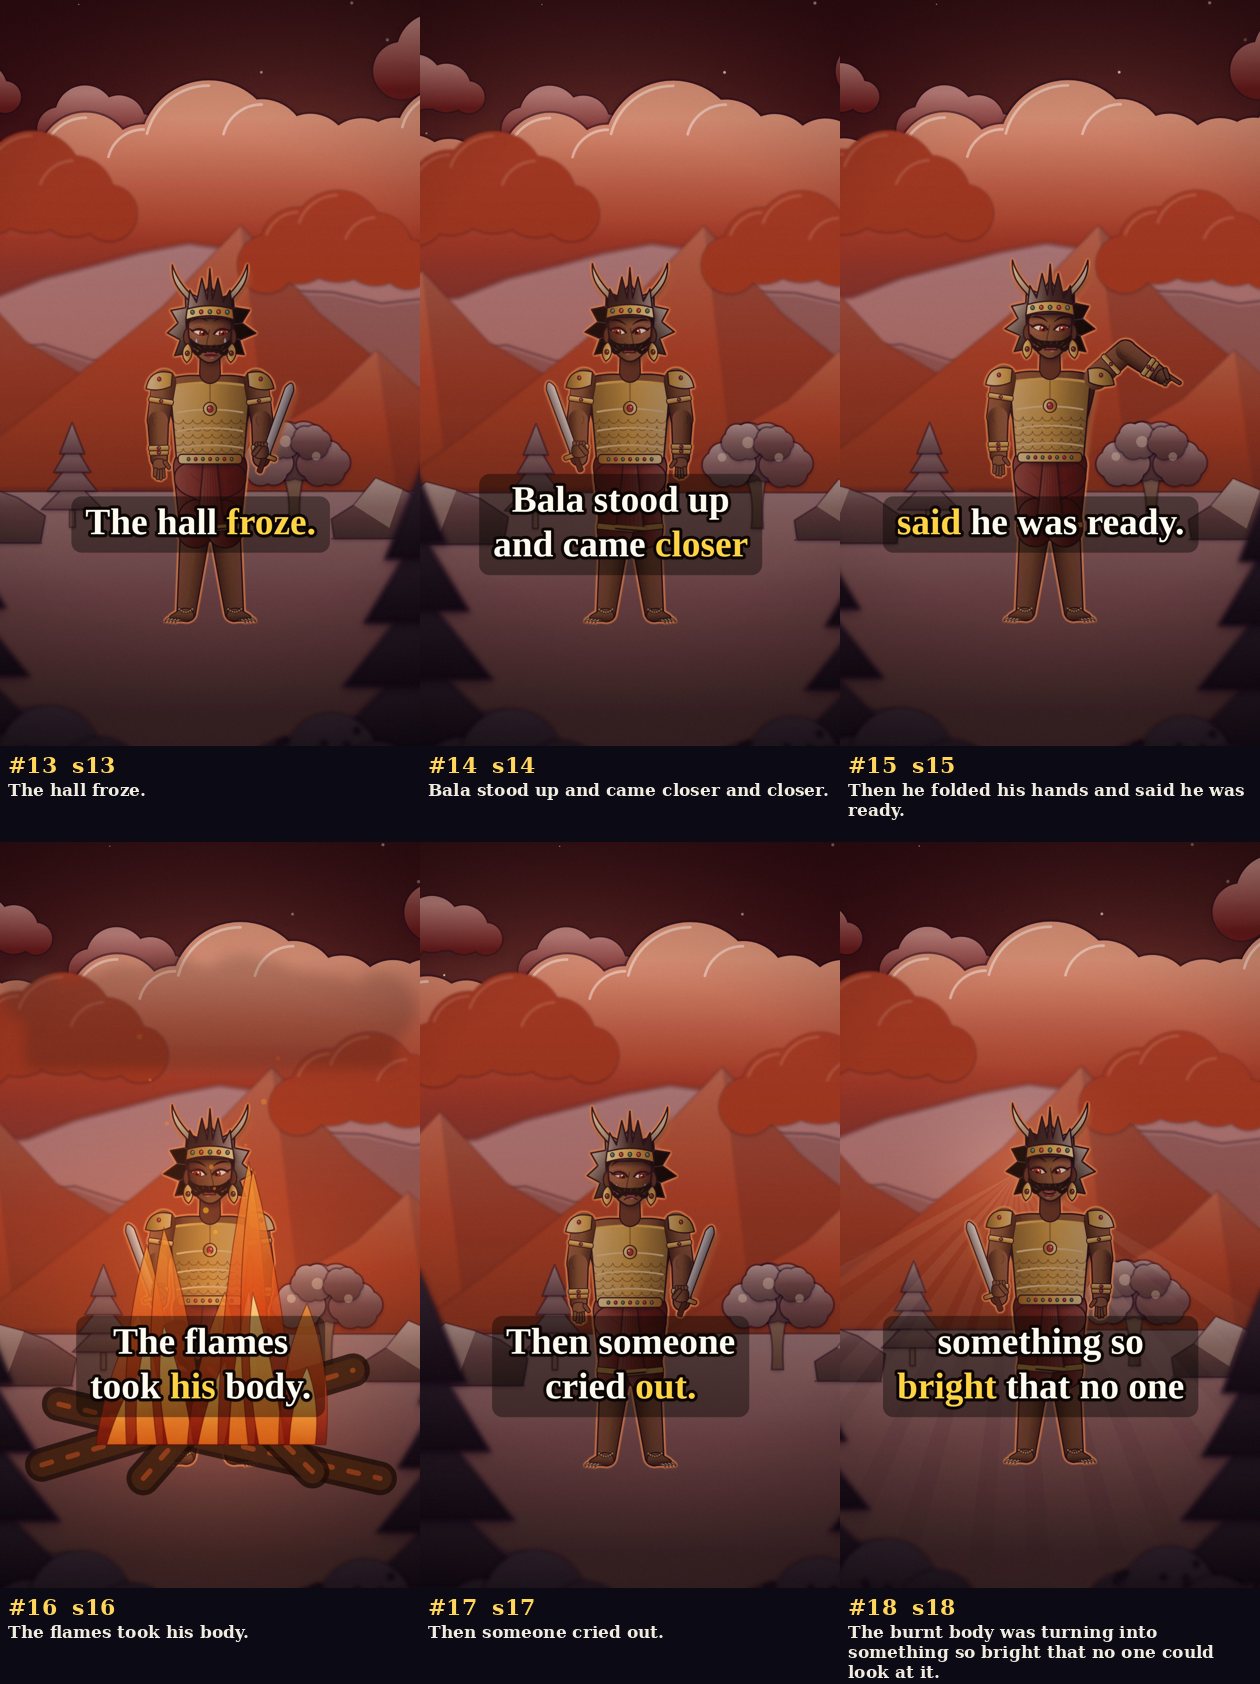 The hall froze.
Bala stood up
and came closer
said he was ready.
#13 s13
The hall froze.
#14 s14
Bala stood up and came closer and closer.
#15 s15
Then he folded his hands and said he was
ready.
The flames
took his body.
Then someone
cried out.
something so
bright that no one
#16 s16
The flames took his body.
#17 s17
Then someone cried out.
#18 s18
The burnt body was turning into
something so bright that no one could
look at it.